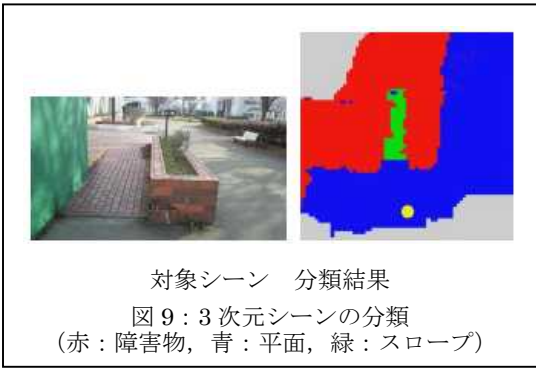 対象シーン　分類結果
図 9：3 次元シーンの分類
（赤：障害物，青：平面，緑：スロープ）